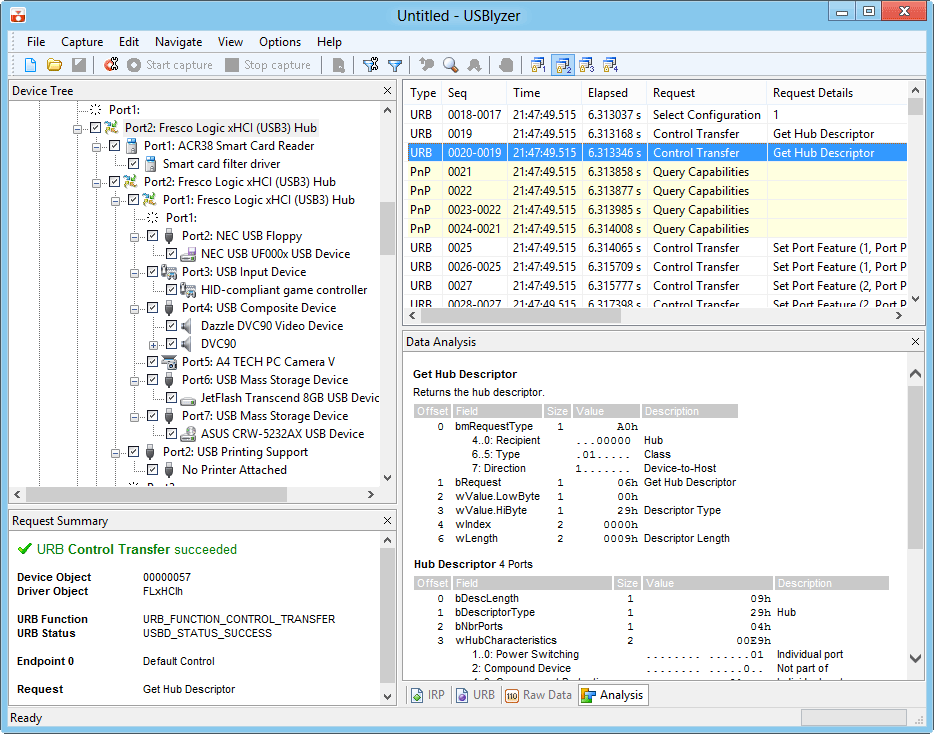 Untitled - USBlyzer
File Capture Edit Navigate View Options Help
Start capture Stop capture
Device Tree
Port1:
Port2: Fresco Logic xHCI (USB3) Hub
Port1: ACR38 Smart Card Reader
Smart card filter driver
Port2: Fresco Logic xHCI (USB3) Hub
Port1: Fresco Logic xHCI (USB3) Hub
Port1:
Port2: NEC USB Floppy
NEC USB UF000x USB Device
Port3: USB Input Device
HID-compliant game controller
Port4: USB Composite Device
Dazzle DVC90 Video Device
DVC90
Port5: A4 TECH PC Camera V
Port6: USB Mass Storage Device
JetFlash Transcend 8GB USB Devic
Port7: USB Mass Storage Device
ASUS CRW-5232AX USB Device
Port2: USB Printing Support
No Printer Attached
Request Summary
URB Control Transfer succeeded
Device Object 00000057
Driver Object FLxHCIh
URB Function URB_FUNCTION_CONTROL_TRANSFER
URB Status USBD_STATUS_SUCCESS
Endpoint 0 Default Control
Request Get Hub Descriptor
Type Seq Time Elapsed Request Request Details
URB 0018-0017 21:47:49.515 6.313037 s Select Configuration 1
URB 0019 21:47:49.515 6.313168 s Control Transfer Get Hub Descriptor
URB 0020-0019 21:47:49.515 6.313346 s Control Transfer Get Hub Descriptor
PnP 0021 21:47:49.515 6.313858 s Query Capabilities
PnP 0022 21:47:49.515 6.313877 s Query Capabilities
PnP 0023-0022 21:47:49.515 6.313985 s Query Capabilities
PnP 0024-0021 21:47:49.515 6.314008 s Query Capabilities
URB 0025 21:47:49.515 6.314065 s Control Transfer Set Port Feature (1, Port P
URB 0026-0025 21:47:49.515 6.315709 s Control Transfer Set Port Feature (1, Port P
URB 0027 21:47:49.515 6.315777 s Control Transfer Set Port Feature (2, Port P
URB 0028-0027 21:47:49.515 6.317398 s Control Transfer Set Port Feature (2, Port P
Data Analysis
Get Hub Descriptor
Returns the hub descriptor.
Offset Field Size Value Description
0 bmRequestType 1 A0h
4..0: Recipient ...00000 Hub
6..5: Type .01..... Class
7: Direction 1....... Device-to-Host
1 bRequest 1 06h Get Hub Descriptor
2 wValue.LowByte 1 00h
3 wValue.HiByte 1 29h Descriptor Type
4 wIndex 2 0000h
6 wLength 2 0009h Descriptor Length
Hub Descriptor 4 Ports
Offset Field Size Value Description
0 bDescLength 1 09h
1 bDescriptorType 1 29h Hub
2 bNbrPorts 1 04h
3 wHubCharacteristics 2 00E9h
1..0: Power Switching ........ ......01 Individual port
2: Compound Device ........ .....0.. Not part of
IRP URB Raw Data Analysis
Ready